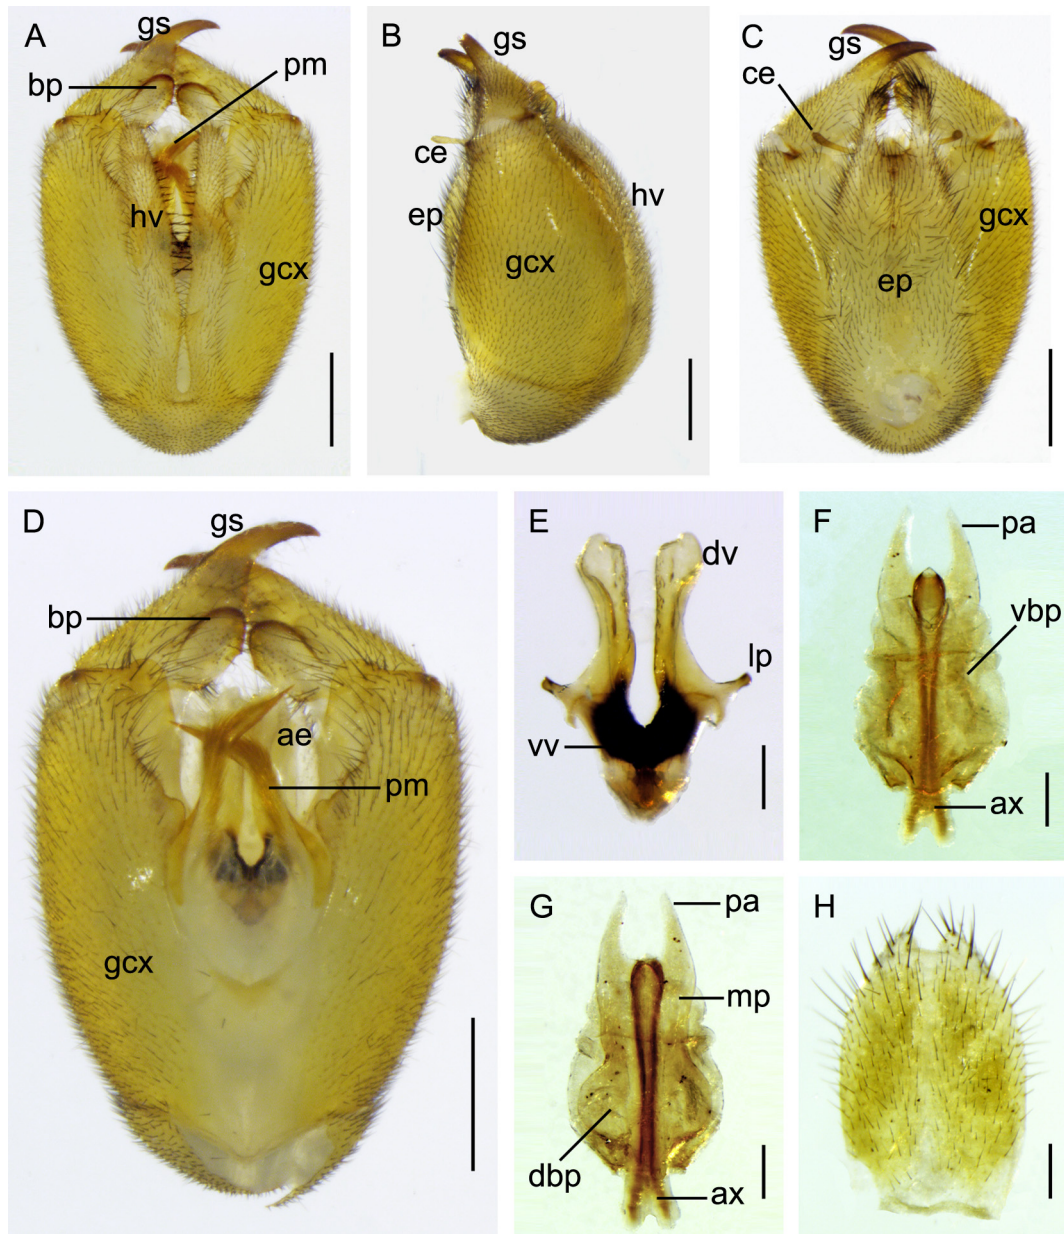 A
gs
bp
pm
hv
gcx
B
gs
ce
ep
hv
gcx
C
gs
ce
gcx
ep
D
gs
bp
ae
pm
gcx
E
dv
lp
vv
F
pa
vbp
ax
G
pa
mp
dbp
ax
H